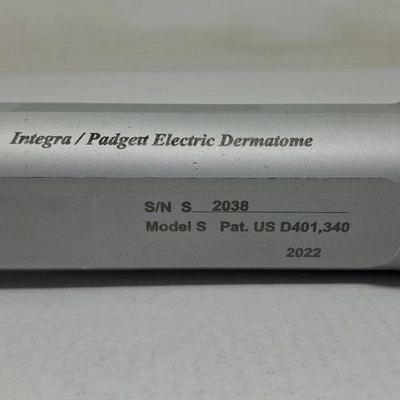 Integra / Padgett Electric Dermatome
S/N S 2038
Model S Pat. US D401,340
2022